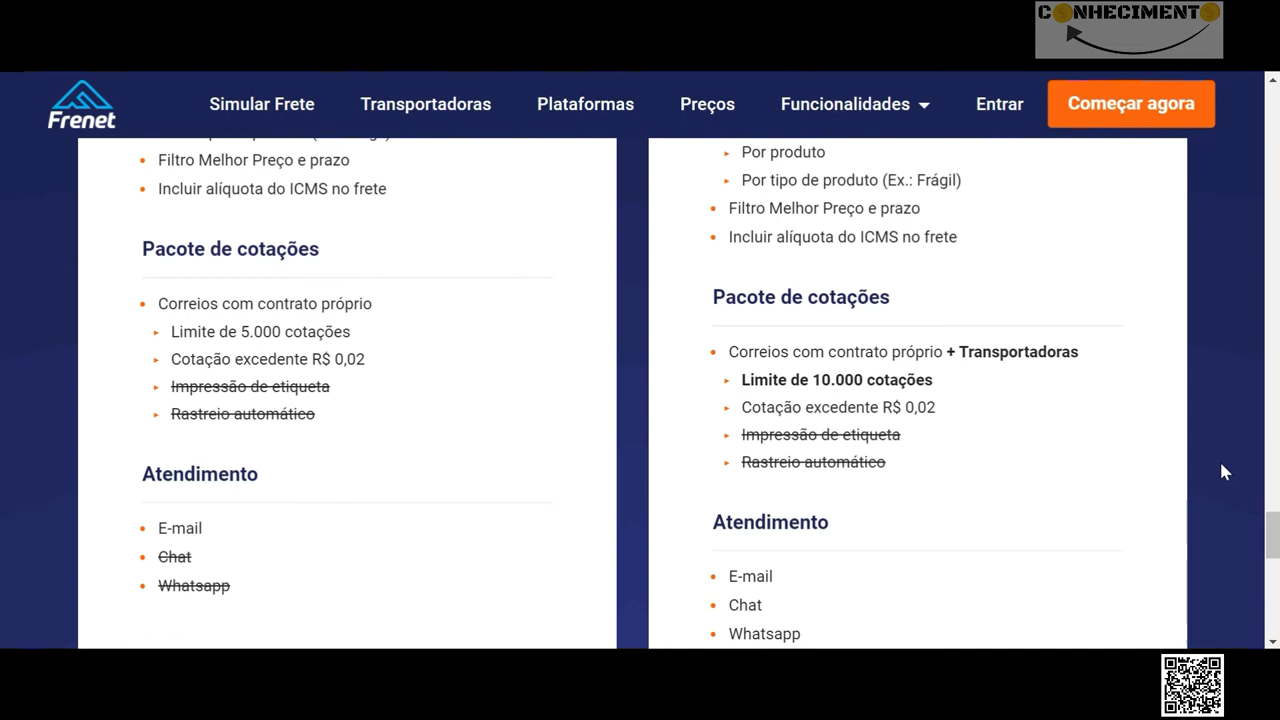 CONHECIMENTO
Frenet
Simular Frete
Transportadoras
Plataformas
Preços
Funcionalidades
Entrar
Começar agora
Filtro Melhor Preço e prazo
Incluir alíquota do ICMS no frete
Pacote de cotações
Correios com contrato próprio
Limite de 5.000 cotações
Cotação excedente R$ 0,02
Impressão de etiqueta
Rastreio automático
Atendimento
E-mail
Chat
Whatsapp
Por produto
Por tipo de produto (Ex.: Frágil)
Filtro Melhor Preço e prazo
Incluir alíquota do ICMS no frete
Pacote de cotações
Correios com contrato próprio + Transportadoras
Limite de 10.000 cotações
Cotação excedente R$ 0,02
Impressão de etiqueta
Rastreio automático
Atendimento
E-mail
Chat
Whatsapp